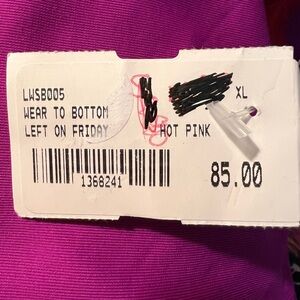 LWSB005 XL
WEAR TO BOTTOM
LEFT ON FRIDAY HOT PINK
1368241 85.00